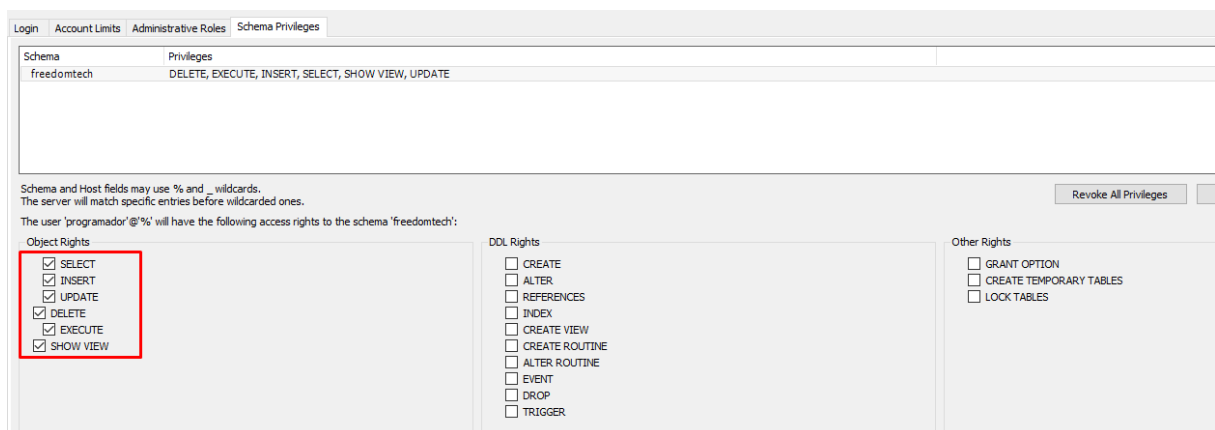 Login Account Limits Administrative Roles Schema Privileges
Schema Privileges
freedomtech DELETE, EXECUTE, INSERT, SELECT, SHOW VIEW, UPDATE
Schema and Host fields may use % and _ wildcards.
The server will match specific entries before wildcarded ones.
Revoke All Privileges
The user 'programador'@'%' will have the following access rights to the schema 'freedomtech':
Object Rights
SELECT
INSERT
UPDATE
DELETE
EXECUTE
SHOW VIEW
DDL Rights
CREATE
ALTER
REFERENCES
INDEX
CREATE VIEW
CREATE ROUTINE
ALTER ROUTINE
EVENT
DROP
TRIGGER
Other Rights
GRANT OPTION
CREATE TEMPORARY TABLES
LOCK TABLES